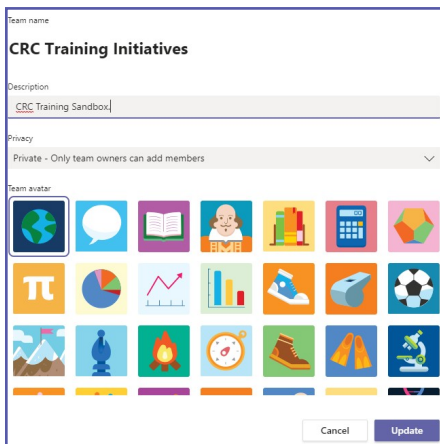 Team name
CRC Training Initiatives
Description
CRC Training Sandbox.
Privacy
Private - Only team owners can add members
Team avatar
π
Cancel Update